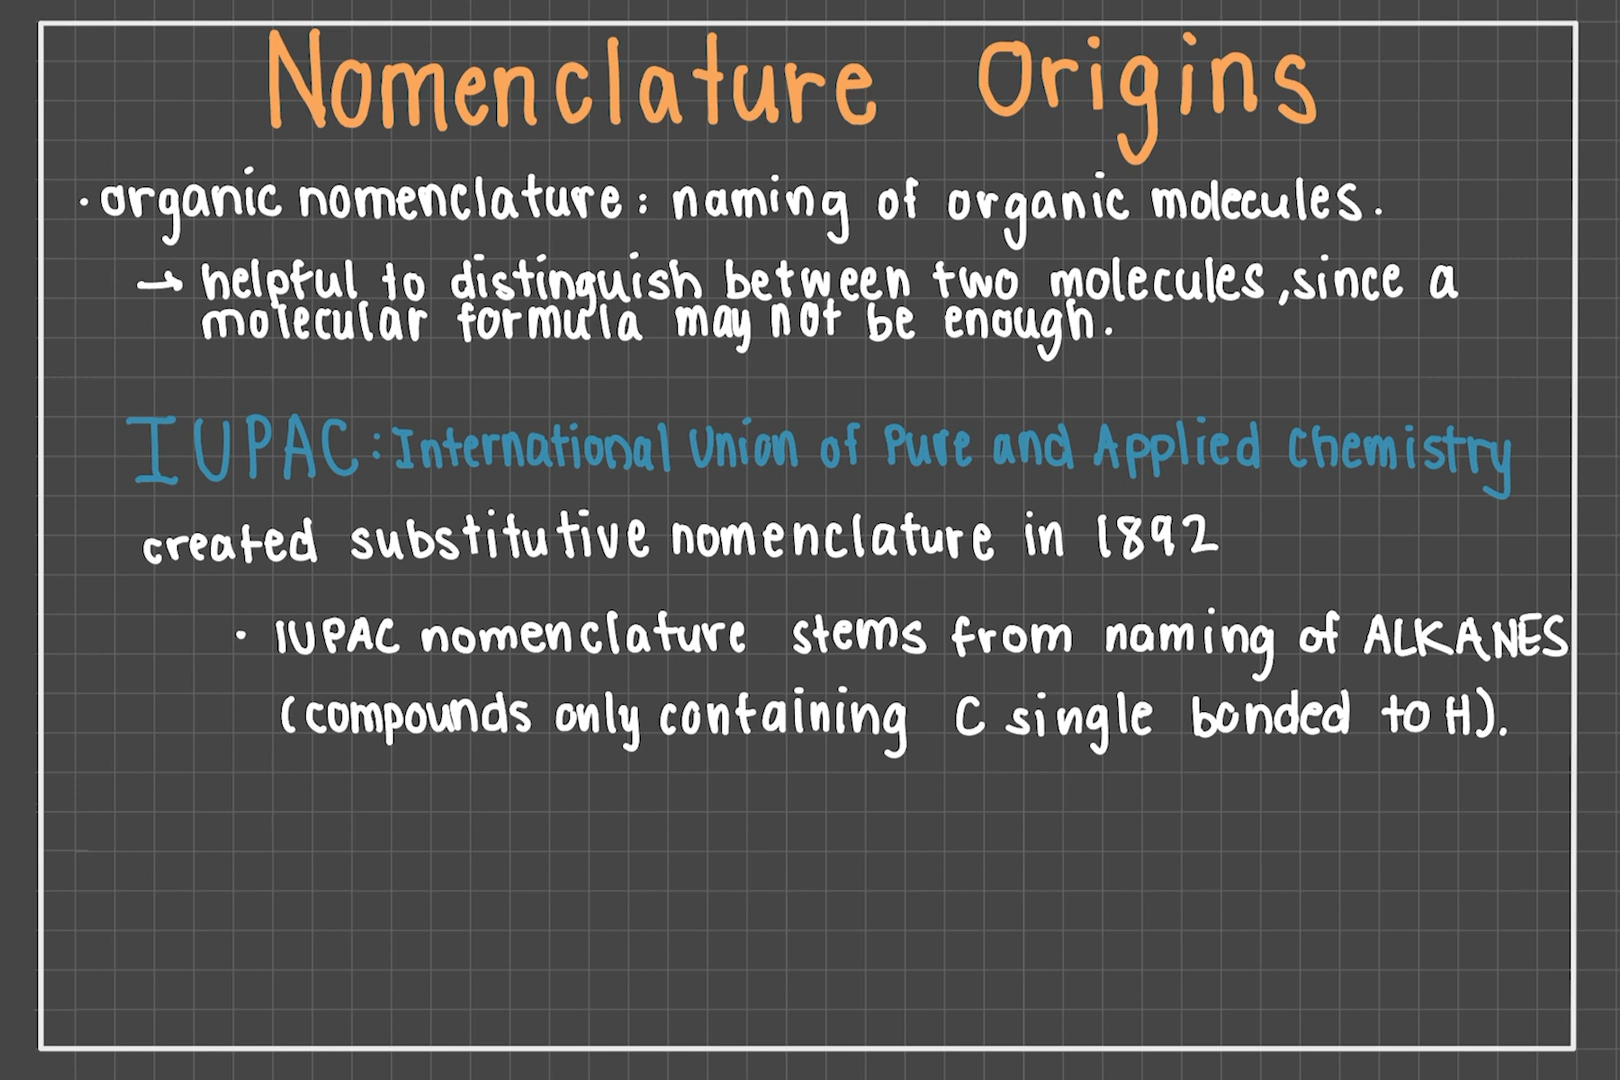 Nomenclature Origins
· organic nomenclature: naming of organic molecules.
→ helpful to distinguish between two molecules, since a
molecular formula may not be enough.
IUPAC: International Union of Pure and Applied Chemistry
created substitutive nomenclature in 1892
· IUPAC nomenclature stems from naming of ALKANES
(compounds only containing C single bonded to H).